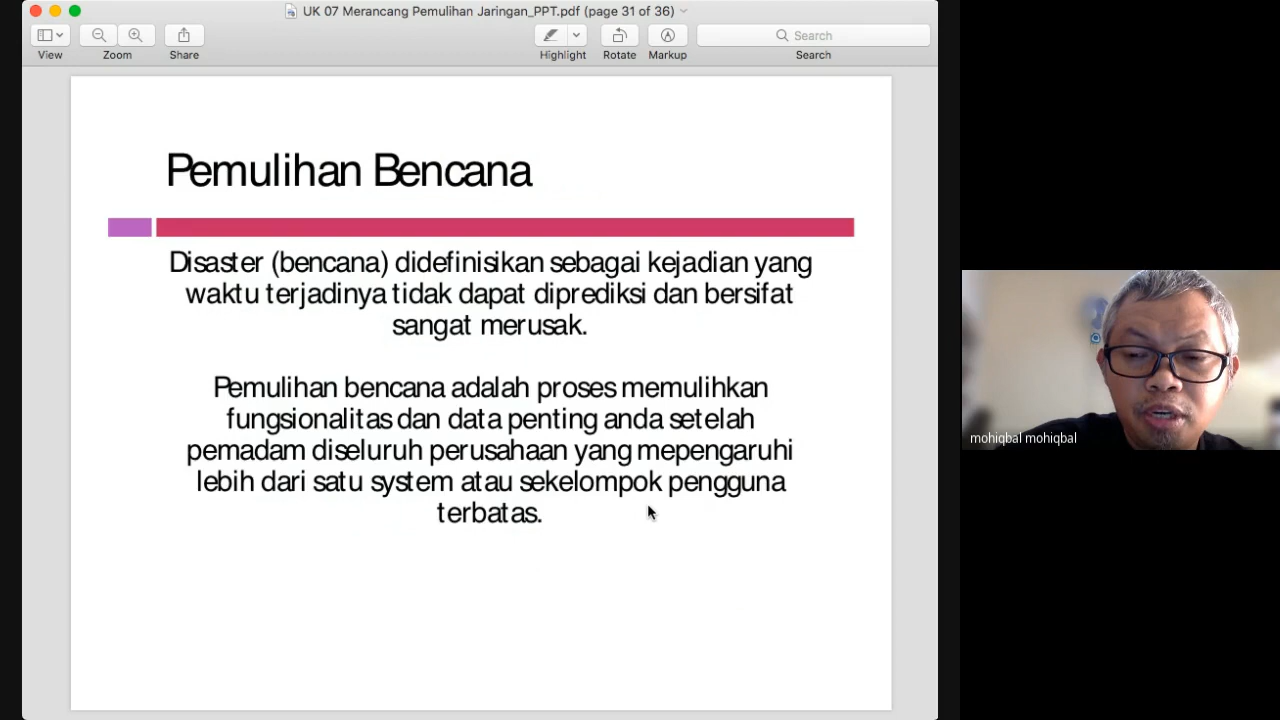 UK 07 Merancang Pemulihan Jaringan_PPT.pdf (page 31 of 36)
View
Zoom
Share
Highlight
Rotate
Markup
Search
Search
Pemulihan Bencana
Disaster (bencana) didefinisikan sebagai kejadian yang
waktu terjadinya tidak dapat diprediksi dan bersifat
sangat merusak.
Pemulihan bencana adalah proses memulihkan
fungsionalitas dan data penting anda setelah
pemadam diseluruh perusahaan yang mepengaruhi
lebih dari satu system atau sekelompok pengguna
terbatas.
mohiqbal mohiqbal